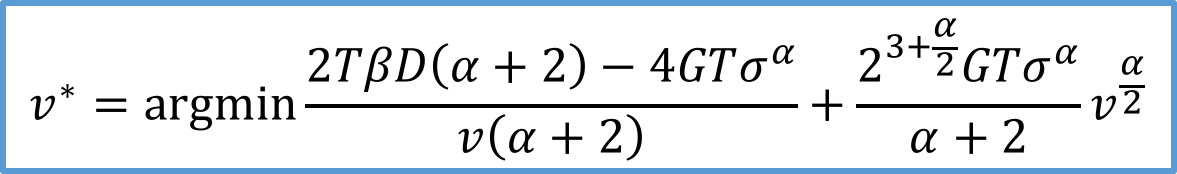 v* = argmin (2TβD(α + 2) − 4GTσ^α)/(v(α + 2)) + (2^(3+α/2)GTσ^α)/(α + 2) v^(α/2)